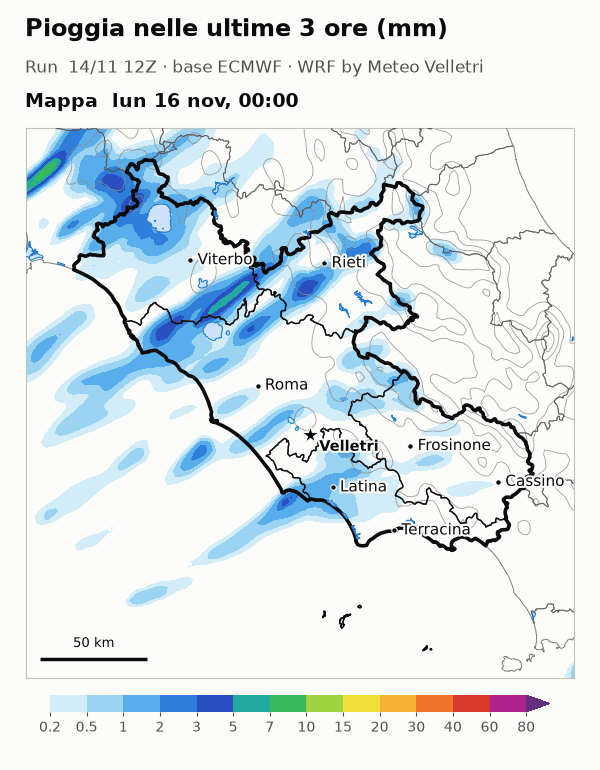 Pioggia nelle ultime 3 ore (mm)
Run  14/11 12Z · base ECMWF · WRF by Meteo Velletri
Mappa  lun 16 nov, 00:00
Viterbo
Rieti
Roma
Velletri
Frosinone
Cassino
Latina
Terracina
50 km
0.2 0.5 1 2 3 5 7 10 15 20 30 40 60 80